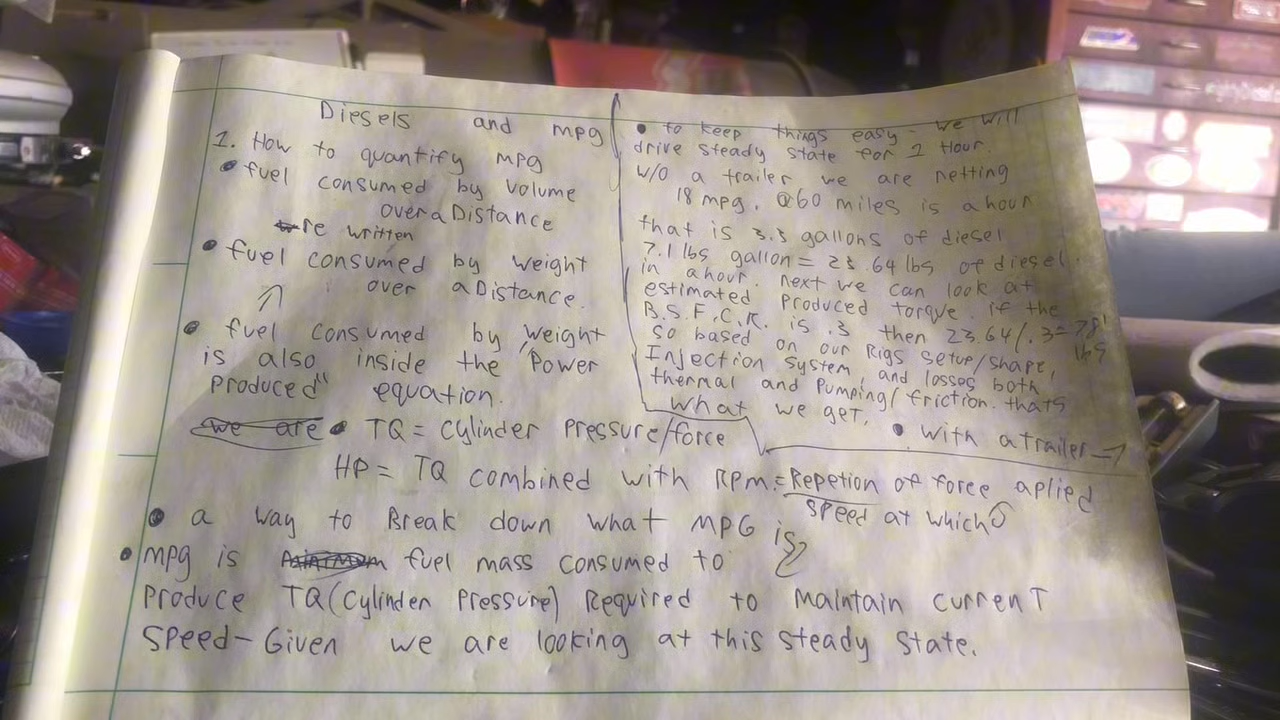 Diesels and mpg
1. How to quantify mpg
• fuel consumed by volume
over a Distance
re written
• fuel consumed by weight
over a Distance.
• fuel consumed by weight
is also inside the "Power
Produced" equation.
we are • TQ = Cylinder Pressure/force
HP = TQ combined with RPM = Repetion of force aplied
speed at which
• a way to Break down what MPG is
• mpg is fuel mass consumed to
Produce TQ (Cylinder Pressure) Required to maintain current
Speed - Given we are looking at this steady state.
• to keep things easy - we will
drive steady state for 1 Hour.
w/o a trailer we are netting
18 mpg. @60 miles is a hour
that is 3.3 gallons of diesel
7.1 lbs gallon = 23.64 lbs of diesel.
in a hour. next we can look at
estimated Produced torque. if the
B.S.F.C.R. is .3 then 23.64/.3=78
lbs
so based on our Rigs setup/shape,
Injection system, and losses both
thermal and Pumping/friction. thats
what we get. • with a trailer →